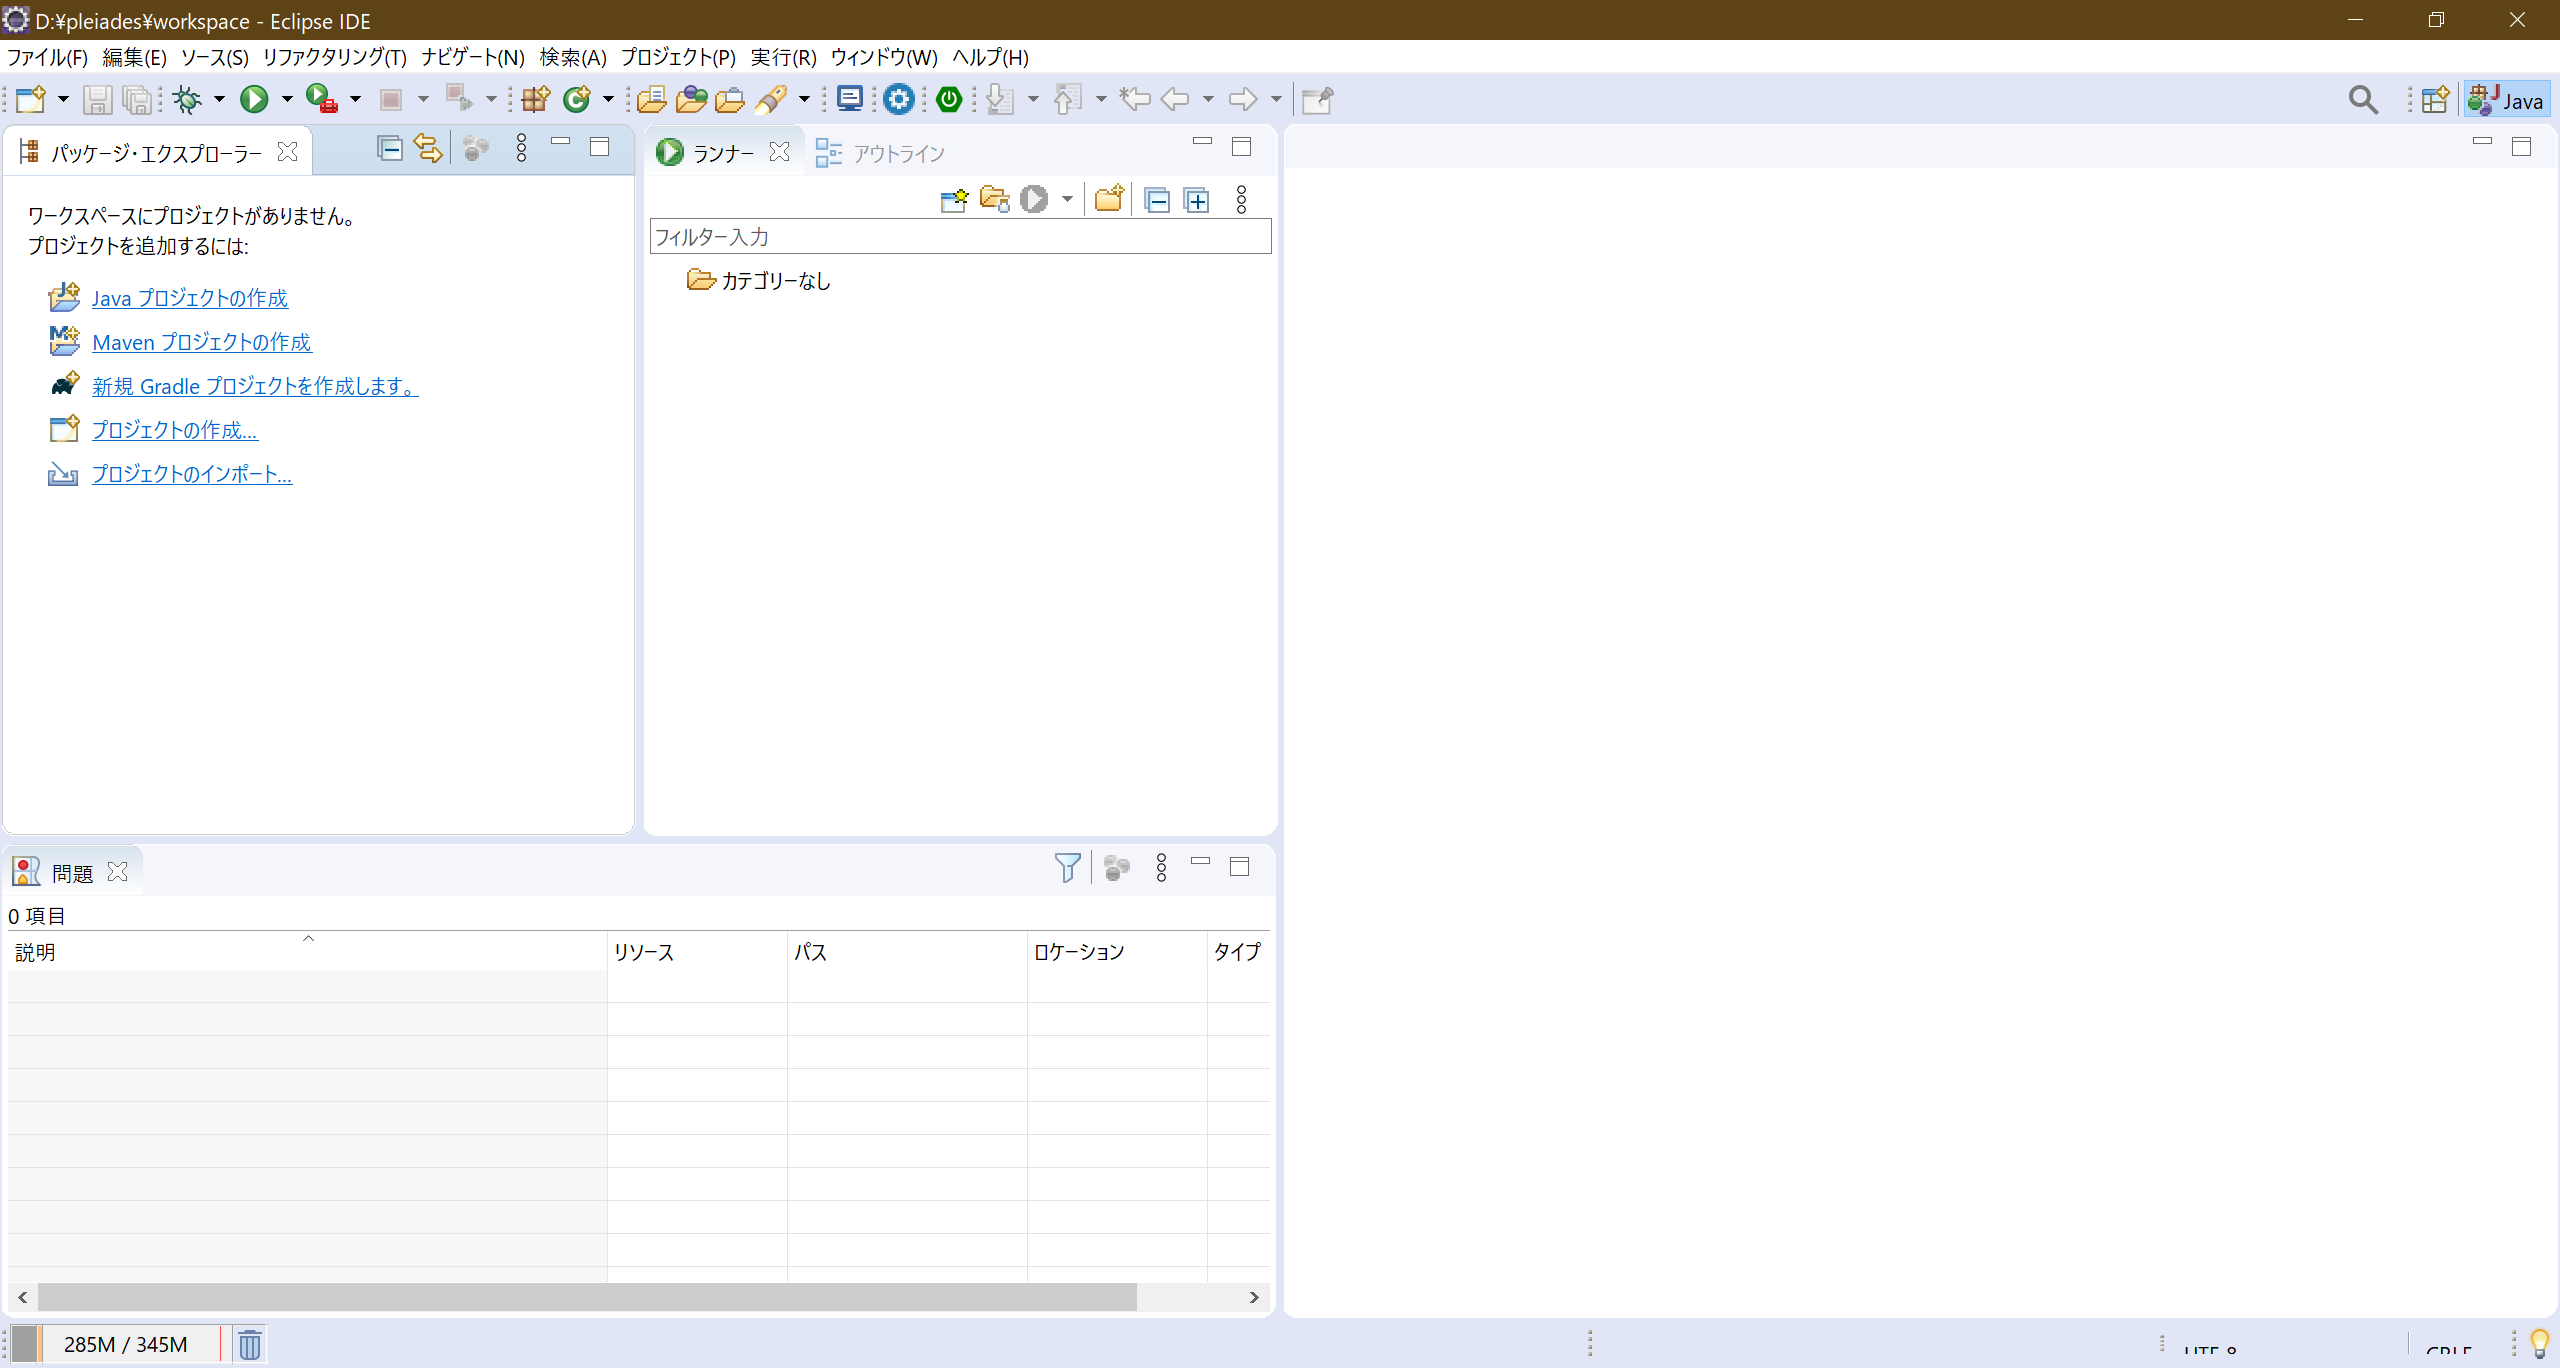 D:¥pleiades¥workspace - Eclipse IDE
ファイル(F) 編集(E) ソース(S) リファクタリング(T) ナビゲート(N) 検索(A) プロジェクト(P) 実行(R) ウィンドウ(W) ヘルプ(H)
Java
パッケージ・エクスプローラー
ワークスペースにプロジェクトがありません。
プロジェクトを追加するには:
Java プロジェクトの作成
Maven プロジェクトの作成
新規 Gradle プロジェクトを作成します。
プロジェクトの作成...
プロジェクトのインポート...
ランナー アウトライン
フィルター入力
カテゴリーなし
問題
0 項目
説明 リソース パス ロケーション タイプ
285M / 345M
UTF-8 CRLF